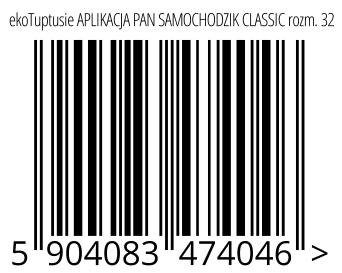 ekoTuptusie APLIKACJA PAN SAMOCHODZIK CLASSIC rozm. 32
5 904083 474046 >